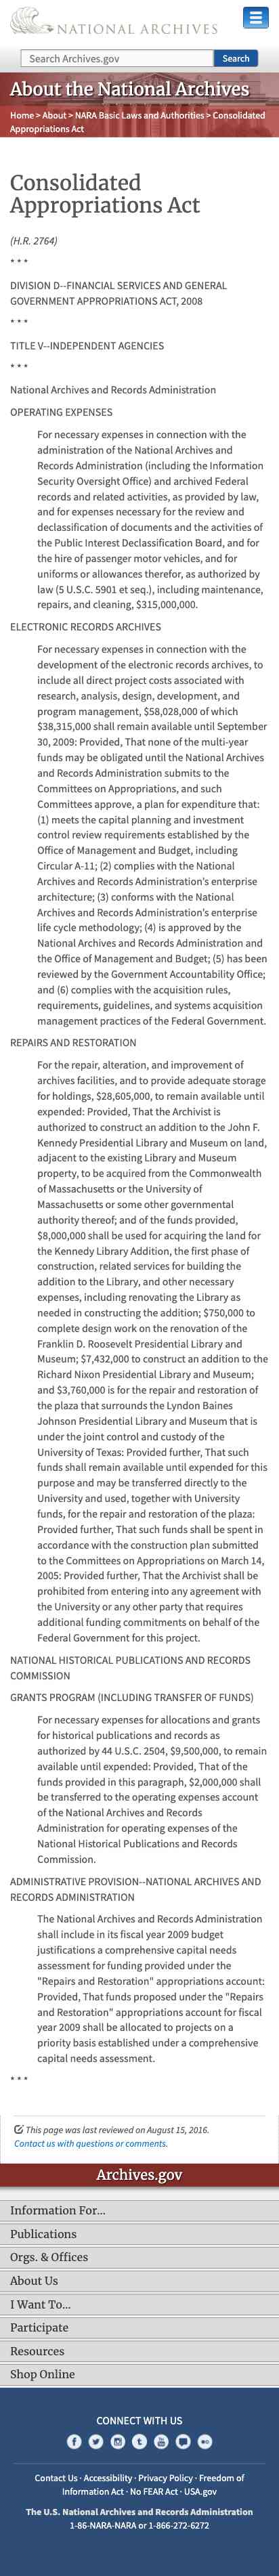 NATIONAL ARCHIVES
Search Archives.gov
Search
About the National Archives
Home > About > NARA Basic Laws and Authorities > Consolidated
Appropriations Act
Consolidated
Appropriations Act
(H.R. 2764)
* * *
DIVISION D--FINANCIAL SERVICES AND GENERAL
GOVERNMENT APPROPRIATIONS ACT, 2008
* * *
TITLE V--INDEPENDENT AGENCIES
* * *
National Archives and Records Administration
OPERATING EXPENSES
For necessary expenses in connection with the
administration of the National Archives and
Records Administration (including the Information
Security Oversight Office) and archived Federal
records and related activities, as provided by law,
and for expenses necessary for the review and
declassification of documents and the activities of
the Public Interest Declassification Board, and for
the hire of passenger motor vehicles, and for
uniforms or allowances therefor, as authorized by
law (5 U.S.C. 5901 et seq.), including maintenance,
repairs, and cleaning, $315,000,000.
ELECTRONIC RECORDS ARCHIVES
For necessary expenses in connection with the
development of the electronic records archives, to
include all direct project costs associated with
research, analysis, design, development, and
program management, $58,028,000 of which
$38,315,000 shall remain available until September
30, 2009: Provided, That none of the multi-year
funds may be obligated until the National Archives
and Records Administration submits to the
Committees on Appropriations, and such
Committees approve, a plan for expenditure that:
(1) meets the capital planning and investment
control review requirements established by the
Office of Management and Budget, including
Circular A-11; (2) complies with the National
Archives and Records Administration's enterprise
architecture; (3) conforms with the National
Archives and Records Administration's enterprise
life cycle methodology; (4) is approved by the
National Archives and Records Administration and
the Office of Management and Budget; (5) has been
reviewed by the Government Accountability Office;
and (6) complies with the acquisition rules,
requirements, guidelines, and systems acquisition
management practices of the Federal Government.
REPAIRS AND RESTORATION
For the repair, alteration, and improvement of
archives facilities, and to provide adequate storage
for holdings, $28,605,000, to remain available until
expended: Provided, That the Archivist is
authorized to construct an addition to the John F.
Kennedy Presidential Library and Museum on land,
adjacent to the existing Library and Museum
property, to be acquired from the Commonwealth
of Massachusetts or the University of
Massachusetts or some other governmental
authority thereof; and of the funds provided,
$8,000,000 shall be used for acquiring the land for
the Kennedy Library Addition, the first phase of
construction, related services for building the
addition to the Library, and other necessary
expenses, including renovating the Library as
needed in constructing the addition; $750,000 to
complete design work on the renovation of the
Franklin D. Roosevelt Presidential Library and
Museum; $7,432,000 to construct an addition to the
Richard Nixon Presidential Library and Museum;
and $3,760,000 is for the repair and restoration of
the plaza that surrounds the Lyndon Baines
Johnson Presidential Library and Museum that is
under the joint control and custody of the
University of Texas: Provided further, That such
funds shall remain available until expended for this
purpose and may be transferred directly to the
University and used, together with University
funds, for the repair and restoration of the plaza:
Provided further, That such funds shall be spent in
accordance with the construction plan submitted
to the Committees on Appropriations on March 14,
2005: Provided further, That the Archivist shall be
prohibited from entering into any agreement with
the University or any other party that requires
additional funding commitments on behalf of the
Federal Government for this project.
NATIONAL HISTORICAL PUBLICATIONS AND RECORDS
COMMISSION
GRANTS PROGRAM (INCLUDING TRANSFER OF FUNDS)
For necessary expenses for allocations and grants
for historical publications and records as
authorized by 44 U.S.C. 2504, $9,500,000, to remain
available until expended: Provided, That of the
funds provided in this paragraph, $2,000,000 shall
be transferred to the operating expenses account
of the National Archives and Records
Administration for operating expenses of the
National Historical Publications and Records
Commission.
ADMINISTRATIVE PROVISION--NATIONAL ARCHIVES AND
RECORDS ADMINISTRATION
The National Archives and Records Administration
shall include in its fiscal year 2009 budget
justifications a comprehensive capital needs
assessment for funding provided under the
"Repairs and Restoration" appropriations account:
Provided, That funds proposed under the "Repairs
and Restoration" appropriations account for fiscal
year 2009 shall be allocated to projects on a
priority basis established under a comprehensive
capital needs assessment.
* * *
This page was last reviewed on August 15, 2016.
Contact us with questions or comments.
Archives.gov
Information For…
Publications
Orgs. & Offices
About Us
I Want To…
Participate
Resources
Shop Online
CONNECT WITH US
Contact Us · Accessibility · Privacy Policy · Freedom of
Information Act · No FEAR Act · USA.gov
The U.S. National Archives and Records Administration
1-86-NARA-NARA or 1-866-272-6272